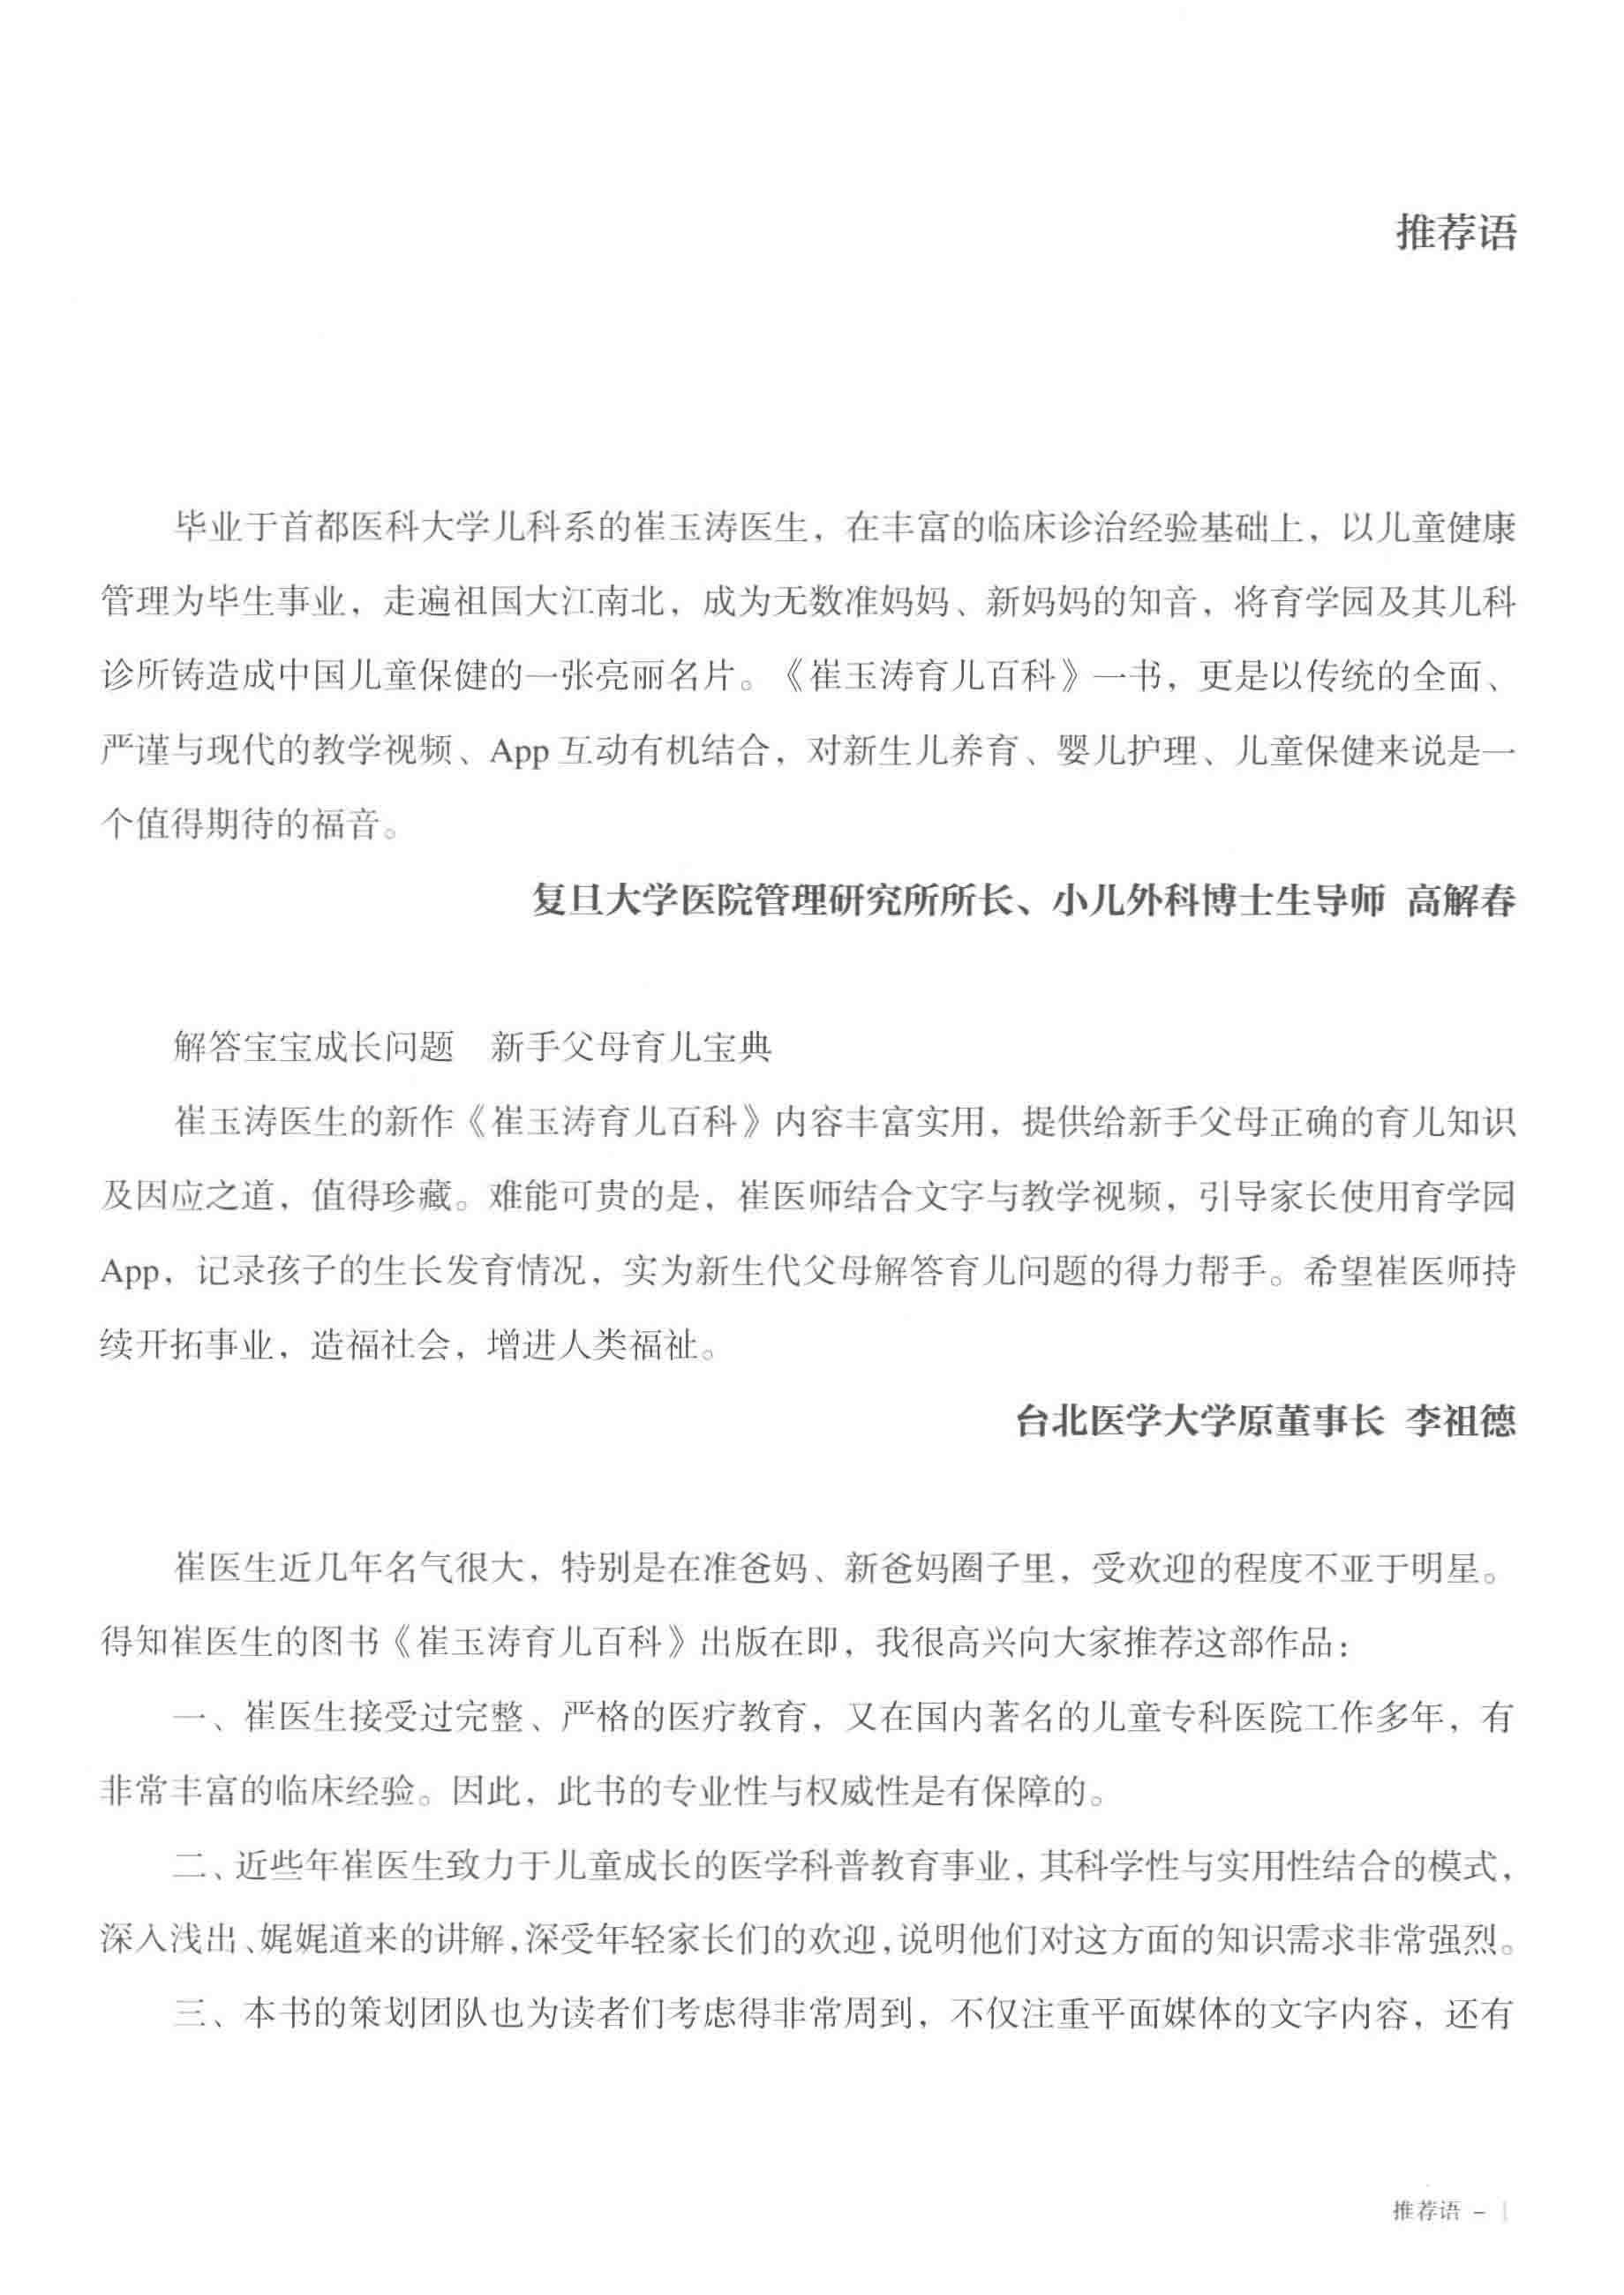 推荐语
毕业于首都医科大学儿科系的崔玉涛医生，在丰富的临床诊治经验基础上，以儿童健康
管理为毕生事业，走遍祖国大江南北，成为无数准妈妈、新妈妈的知音，将育学园及其儿科
诊所铸造成中国儿童保健的一张亮丽名片。《崔玉涛育儿百科》一书，更是以传统的全面、
严谨与现代的教学视频、App 互动有机结合，对新生儿养育、婴儿护理、儿童保健来说是一
个值得期待的福音。
复旦大学医院管理研究所所长、小儿外科博士生导师 高解春
解答宝宝成长问题　新手父母育儿宝典
崔玉涛医生的新作《崔玉涛育儿百科》内容丰富实用，提供给新手父母正确的育儿知识
及因应之道，值得珍藏。难能可贵的是，崔医师结合文字与教学视频，引导家长使用育学园
App，记录孩子的生长发育情况，实为新生代父母解答育儿问题的得力帮手。希望崔医师持
续开拓事业，造福社会，增进人类福祉。
台北医学大学原董事长 李祖德
崔医生近几年名气很大，特别是在准爸妈、新爸妈圈子里，受欢迎的程度不亚于明星。
得知崔医生的图书《崔玉涛育儿百科》出版在即，我很高兴向大家推荐这部作品：
一、崔医生接受过完整、严格的医疗教育，又在国内著名的儿童专科医院工作多年，有
非常丰富的临床经验。因此，此书的专业性与权威性是有保障的。
二、近些年崔医生致力于儿童成长的医学科普教育事业，其科学性与实用性结合的模式，
深入浅出、娓娓道来的讲解，深受年轻家长们的欢迎，说明他们对这方面的知识需求非常强烈。
三、本书的策划团队也为读者们考虑得非常周到，不仅注重平面媒体的文字内容，还有
推荐语 – 1